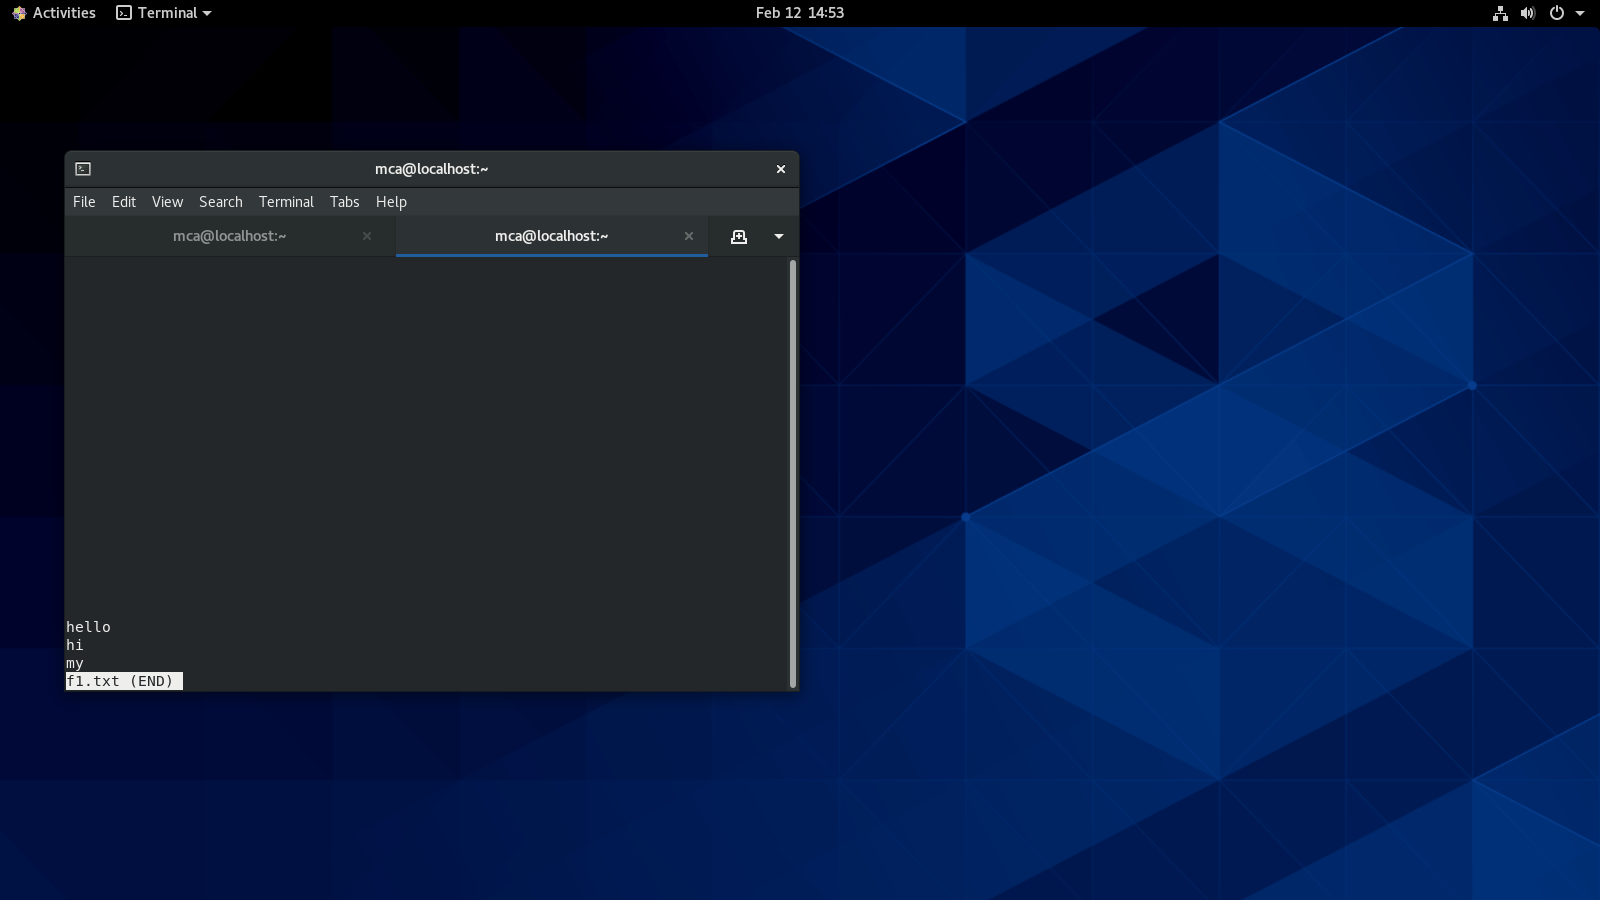 Activities Terminal Feb 12 14:53
mca@localhost:~
File Edit View Search Terminal Tabs Help
mca@localhost:~ mca@localhost:~
hello
hi
my
f1.txt (END)